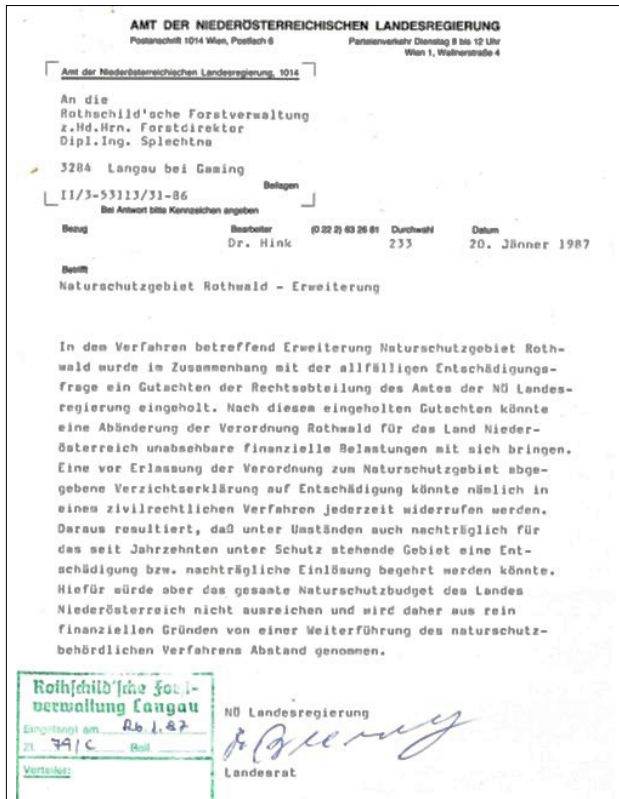 AMT DER NIEDERÖSTERREICHISCHEN LANDESREGIERUNG
Postanschrift 1014 Wien, Postfach 6 Parteienverkehr Dienstag 8 bis 12 Uhr
Wien 1, Wallnerstraße 4
Amt der Niederösterreichischen Landesregierung, 1014
An die
Rothschild'sche Forstverwaltung
z.Hd.Hrn. Forstdirektor
Dipl.Ing. Splechtna
3284 Langau bei Gaming
Beilagen
II/3-53113/31-86
Bei Antwort bitte Kennzeichen angeben
Bezug Bearbeiter (0 22 2) 63 26 81 Durchwahl Datum
Dr. Hink 233 20. Jänner 1987
Betrifft
Naturschutzgebiet Rothwald - Erweiterung
In dem Verfahren betreffend Erweiterung Naturschutzgebiet Roth-
wald wurde im Zusammenhang mit der allfälligen Entschädigungs-
frage ein Gutachten der Rechtsabteilung des Amtes der NÖ Landes-
regierung eingeholt. Nach diesem eingeholten Gutachten könnte
eine Abänderung der Verordnung Rothwald für das Land Nieder-
österreich unabsehbare finanzielle Belastungen mit sich bringen.
Eine vor Erlassung der Verordnung zum Naturschutzgebiet abge-
gebene Verzichtserklärung auf Entschädigung könnte nämlich in
einem zivilrechtlichen Verfahren jederzeit widerrufen werden.
Daraus resultiert, daß unter Umständen auch nachträglich für
das seit Jahrzehnten unter Schutz stehende Gebiet eine Ent-
schädigung bzw. nachträgliche Einlösung begehrt werden könnte.
Hiefür würde aber das gesamte Naturschutzbudget des Landes
Niederösterreich nicht ausreichen und wird daher aus rein
finanziellen Gründen von einer Weiterführung des naturschutz-
behördlichen Verfahrens Abstand genommen.
Rothschild'sche Forst-
verwaltung Langau
Eingelangt am 26.1.87
Zl. 79/C Beil.
Verteiler:
NÖ Landesregierung
Landesrat